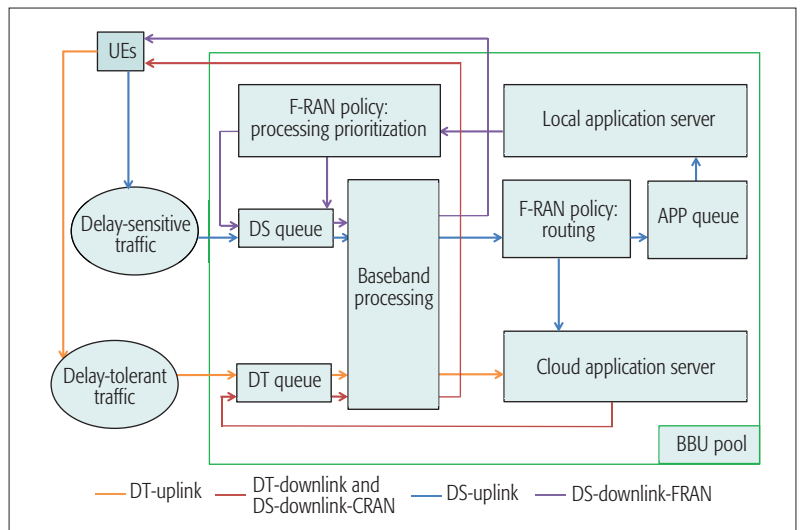 UEs
F-RAN policy:
processing prioritization
Local application server
Delay-sensitive
traffic
DS queue
Baseband
processing
F-RAN policy:
routing
APP queue
Delay-tolerant
traffic
DT queue
Cloud application server
BBU pool
DT-uplink
DT-downlink and
DS-downlink-CRAN
DS-uplink
DS-downlink-FRAN